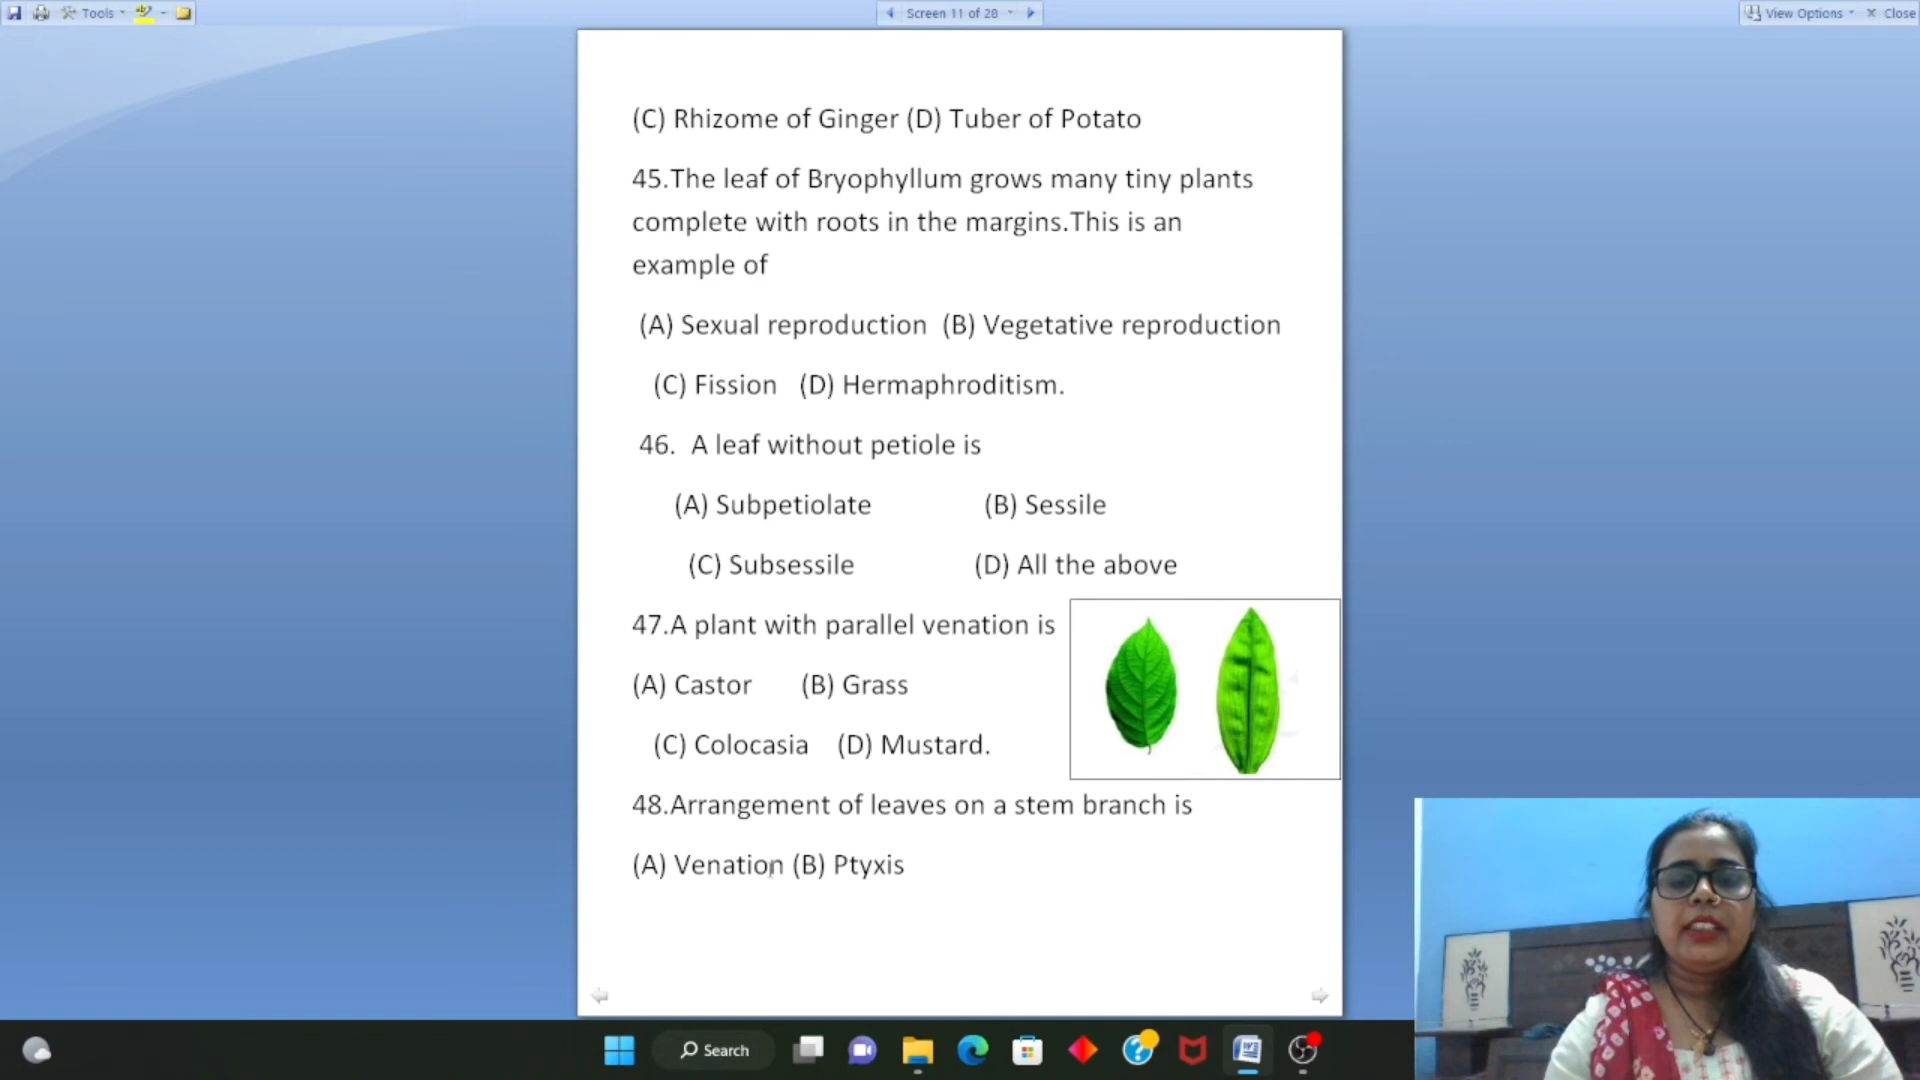 Tools
Screen 11 of 28
View Options
Close
(C) Rhizome of Ginger (D) Tuber of Potato
45.The leaf of Bryophyllum grows many tiny plants
complete with roots in the margins.This is an
example of
(A) Sexual reproduction (B) Vegetative reproduction
(C) Fission (D) Hermaphroditism.
46. A leaf without petiole is
(A) Subpetiolate (B) Sessile
(C) Subsessile (D) All the above
47.A plant with parallel venation is
(A) Castor (B) Grass
(C) Colocasia (D) Mustard.
48.Arrangement of leaves on a stem branch is
(A) Venation (B) Ptyxis
Search